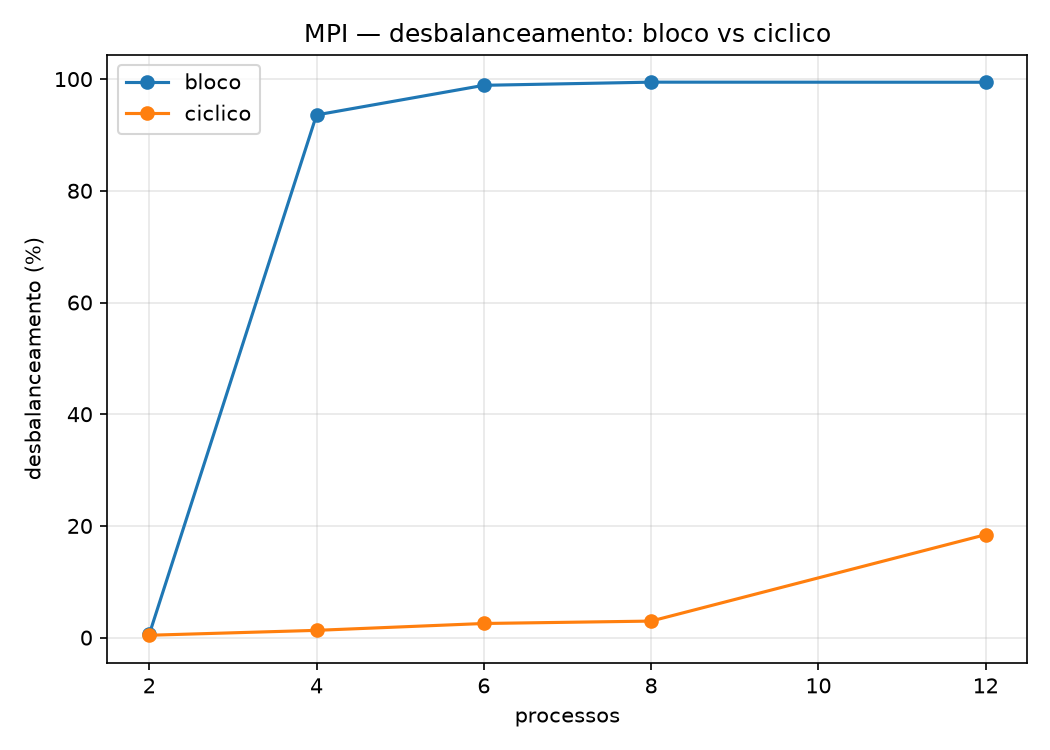 MPI — desbalanceamento: bloco vs ciclico
bloco
ciclico
desbalanceamento (%)
100
80
60
40
20
0
2 4 6 8 10 12
processos